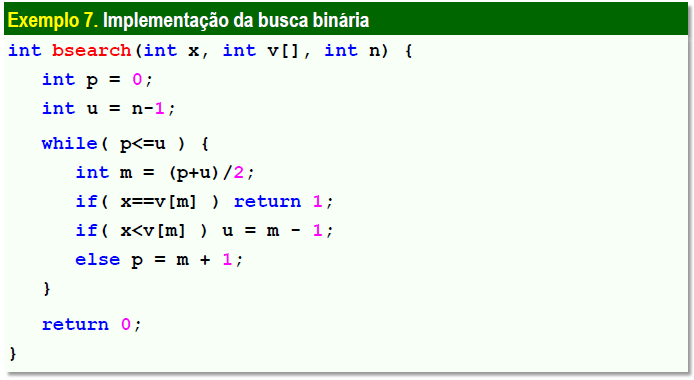 Exemplo 7. Implementação da busca binária
int bsearch(int x, int v[], int n) {
   int p = 0;
   int u = n-1;
   while( p<=u ) {
      int m = (p+u)/2;
      if( x==v[m] ) return 1;
      if( x<v[m] ) u = m - 1;
      else p = m + 1;
   }
   return 0;
}